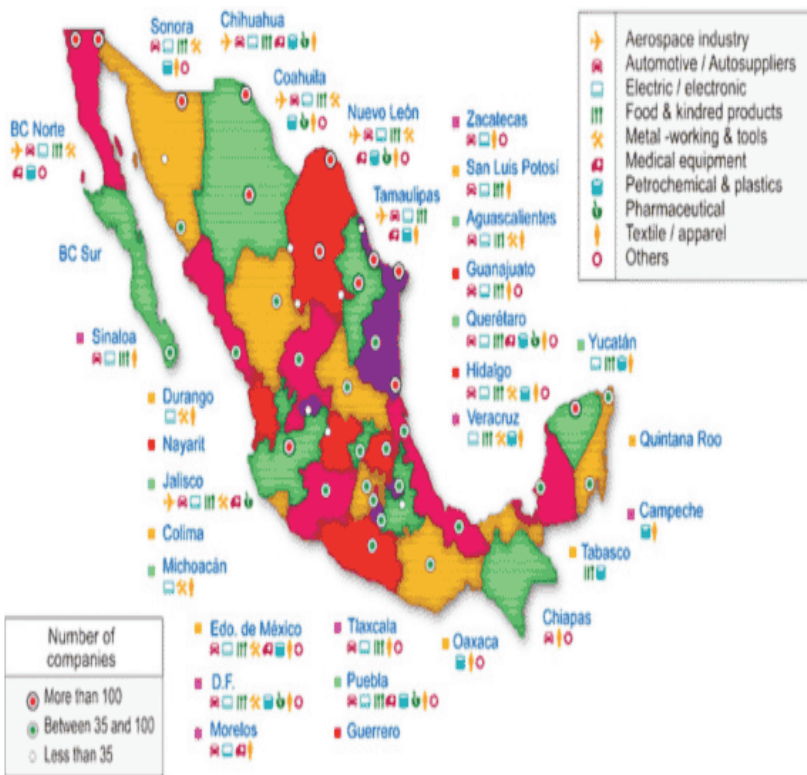 Chihuahua
Sonora
Coahuila
Nuevo León
BC Norte
Tamaulipas
BC Sur
Sinaloa
Durango
Nayarit
Jalisco
Colima
Michoacán
Zacatecas
San Luis Potosí
Aguascalientes
Guanajuato
Querétaro
Hidalgo
Veracruz
Yucatán
Quintana Roo
Campeche
Tabasco
Chiapas
Oaxaca
Edo. de México
D.F.
Morelos
Tlaxcala
Puebla
Guerrero
Aerospace industry
Automotive / Autosuppliers
Electric / electronic
Food & kindred products
Metal -working & tools
Medical equipment
Petrochemical & plastics
Pharmaceutical
Textile / apparel
Others
Number of
companies
More than 100
Between 35 and 100
Less than 35